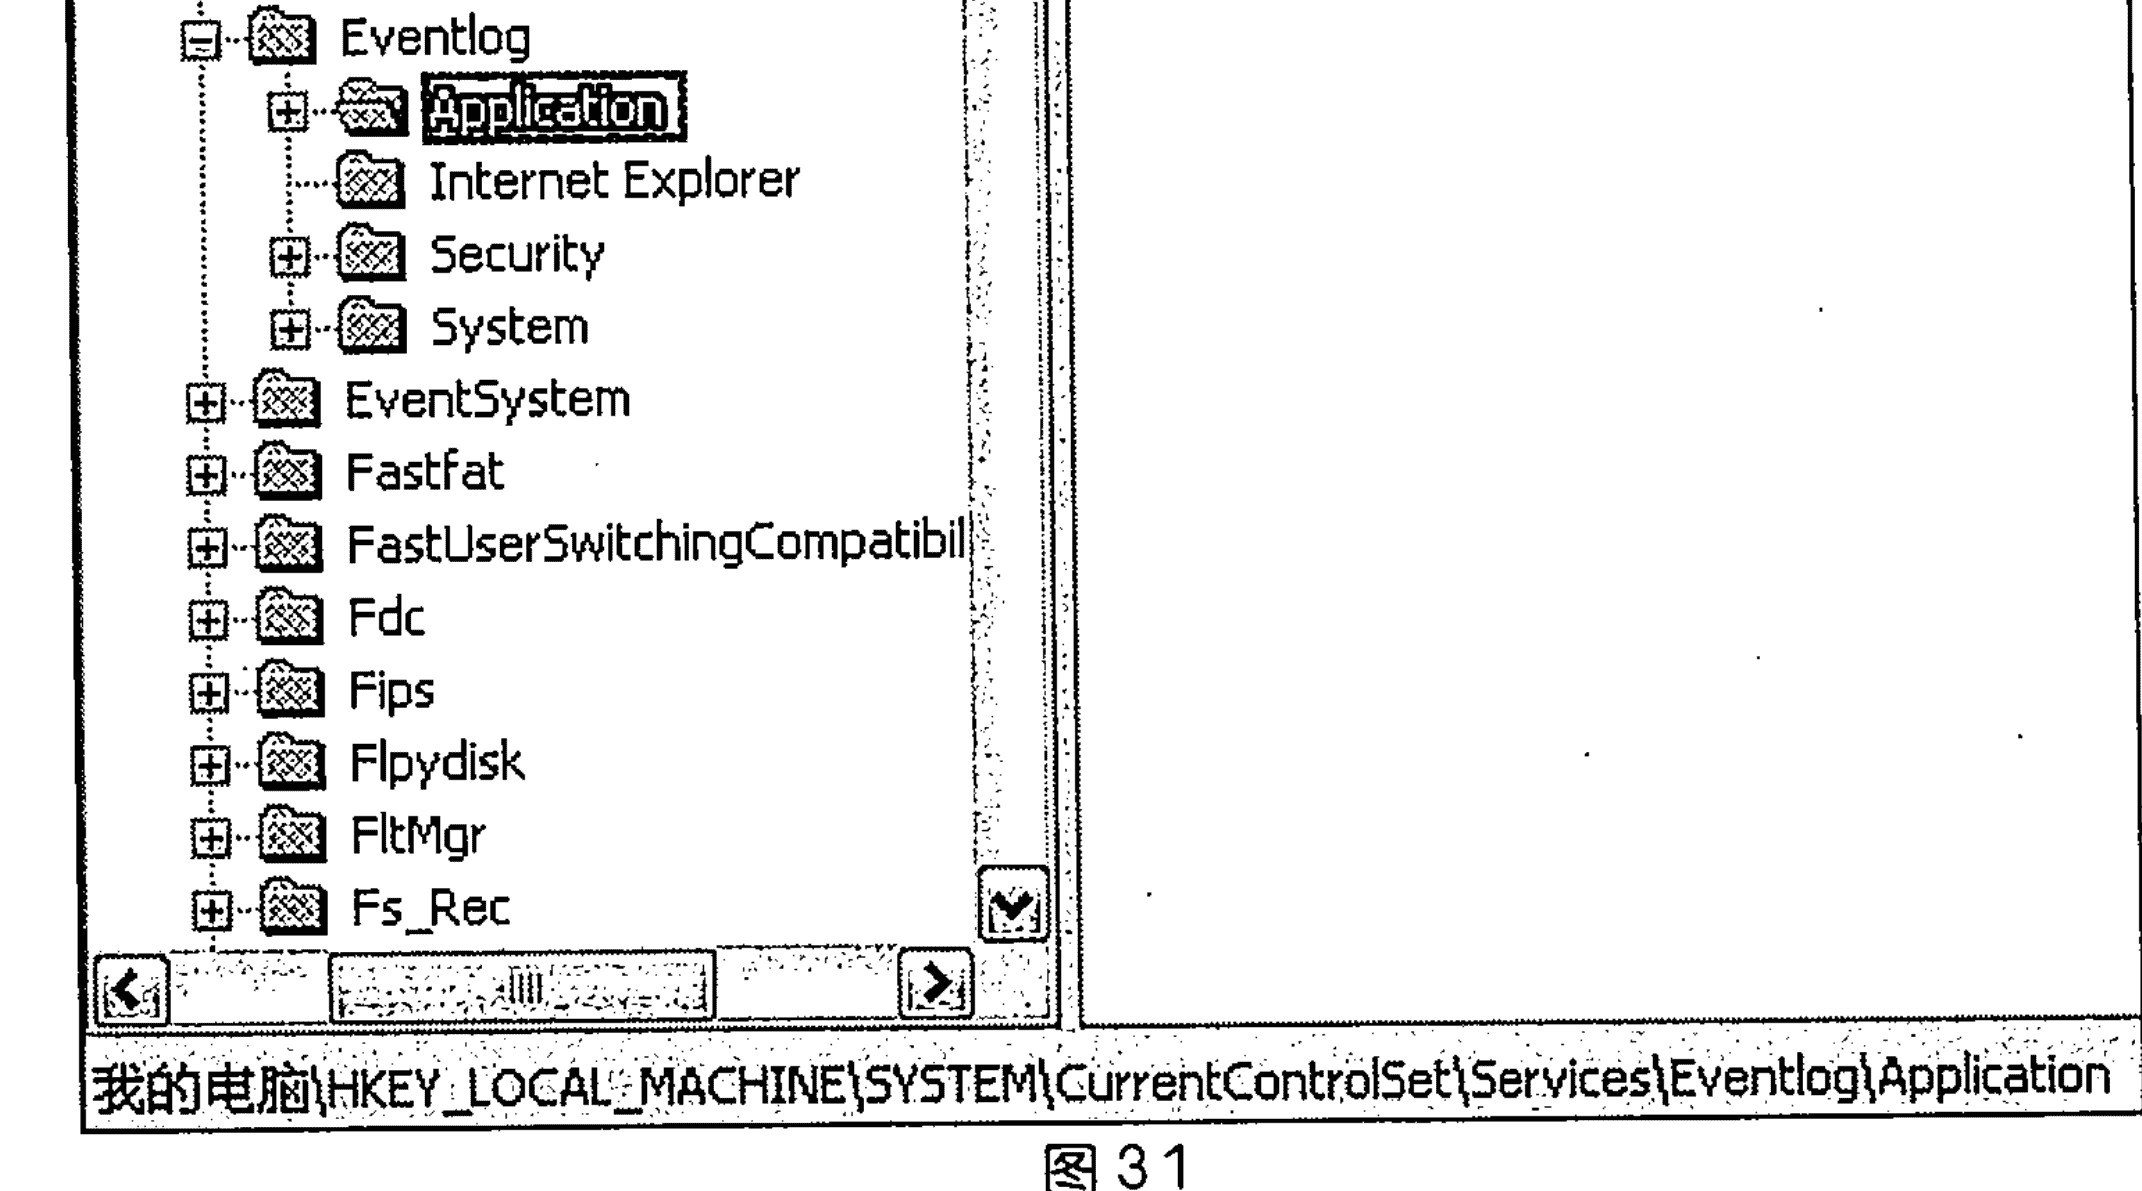 Eventlog
Application
Internet Explorer
Security
System
EventSystem
Fastfat
FastUserSwitchingCompatibil
Fdc
Fips
Flpydisk
FltMgr
Fs_Rec
我的电脑\HKEY_LOCAL_MACHINE\SYSTEM\CurrentControlSet\Services\Eventlog\Application
图 31